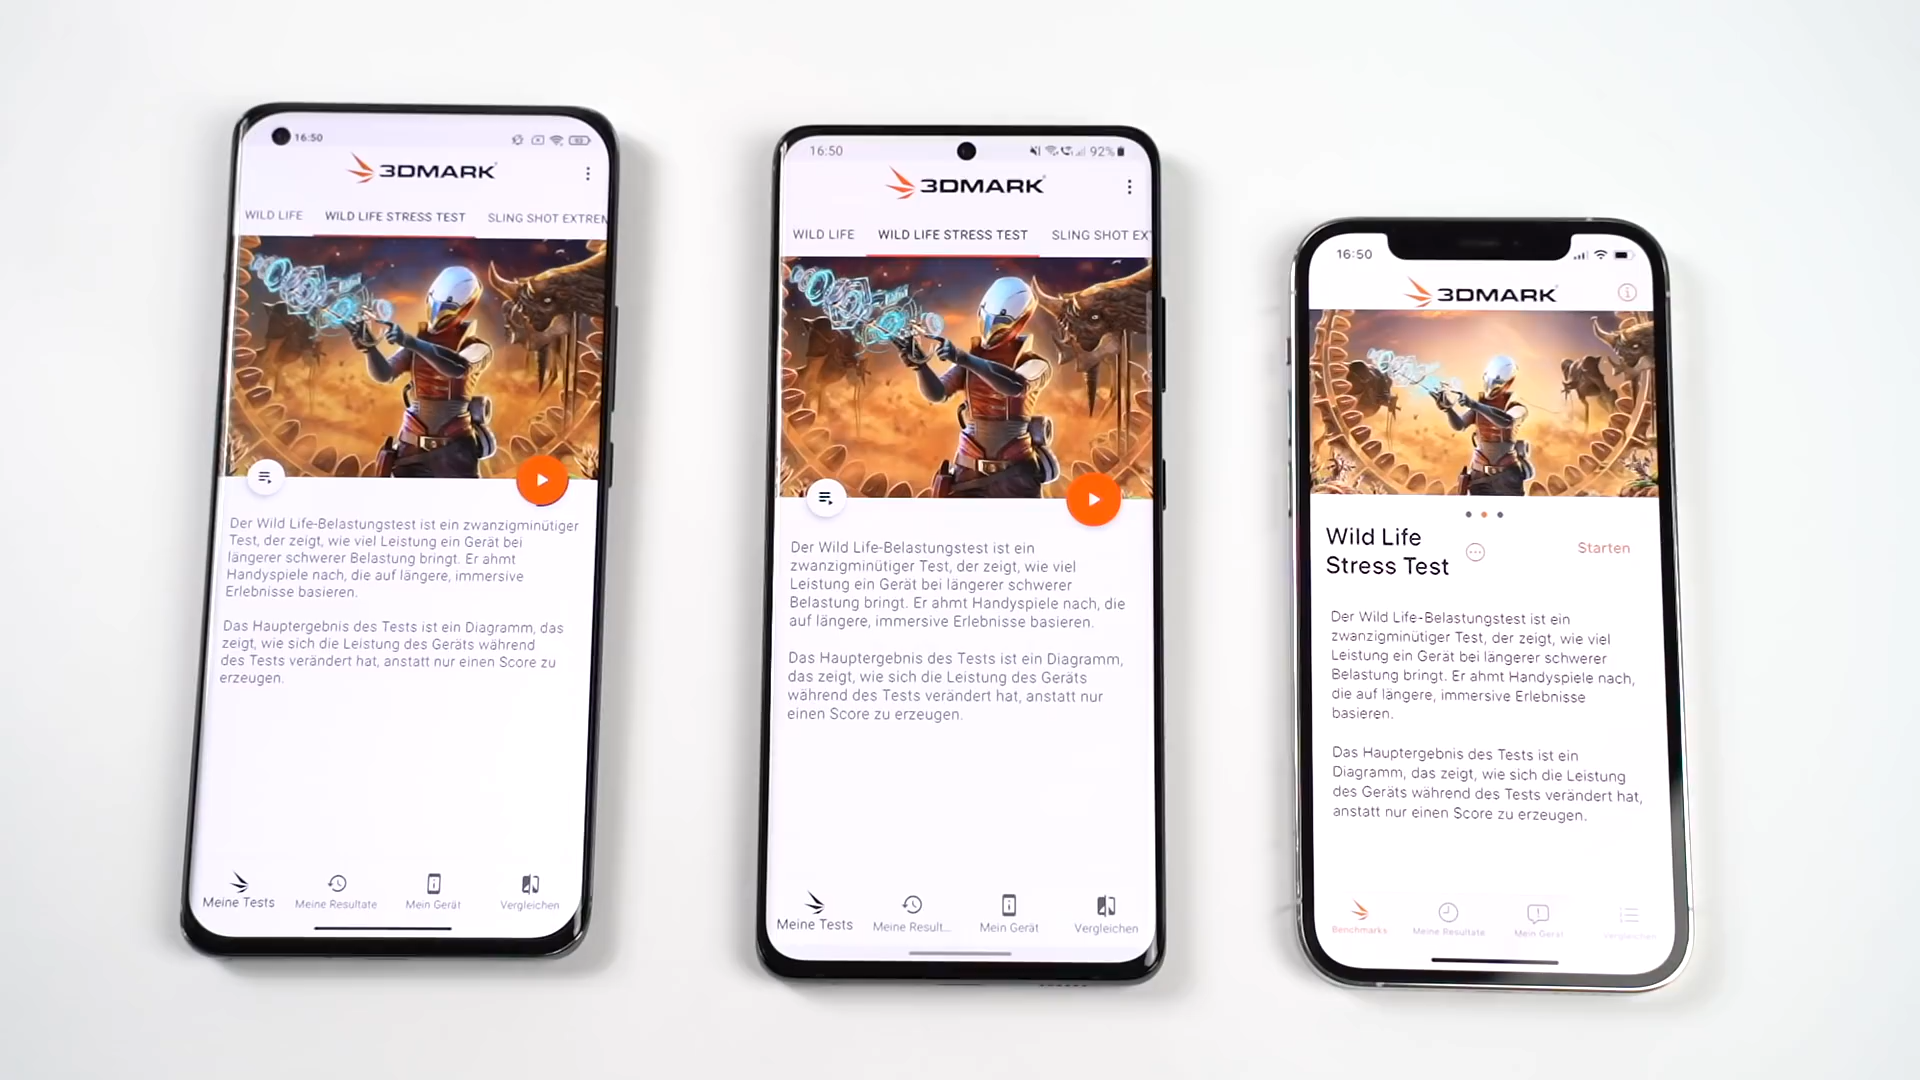 16:50
3DMARK
WILD LIFE
WILD LIFE STRESS TEST
SLING SHOT EXTREM
Der Wild Life-Belastungstest ist ein zwanzigminütiger
Test, der zeigt, wie viel Leistung ein Gerät bei
längerer schwerer Belastung bringt. Er ahmt
Handyspiele nach, die auf längere, immersive
Erlebnisse basieren.
Das Hauptergebnis des Tests ist ein Diagramm, das
zeigt, wie sich die Leistung des Geräts während
des Tests verändert hat, anstatt nur einen Score zu
erzeugen.
Meine Tests
Meine Resultate
Mein Gerät
Vergleichen
16:50
92%
3DMARK
WILD LIFE
WILD LIFE STRESS TEST
SLING SHOT EX
Der Wild Life-Belastungstest ist ein
zwanzigminütiger Test, der zeigt, wie viel
Leistung ein Gerät bei längerer schwerer
Belastung bringt. Er ahmt Handyspiele nach, die
auf längere, immersive Erlebnisse basieren.
Das Hauptergebnis des Tests ist ein Diagramm,
das zeigt, wie sich die Leistung des Geräts
während des Tests verändert hat, anstatt nur
einen Score zu erzeugen.
Meine Tests
Meine Result...
Mein Gerät
Vergleichen
16:50
3DMARK
Wild Life
Stress Test
Starten
Der Wild Life-Belastungstest ist ein
zwanzigminütiger Test, der zeigt, wie viel
Leistung ein Gerät bei längerer schwerer
Belastung bringt. Er ahmt Handyspiele nach,
die auf längere, immersive Erlebnisse
basieren.
Das Hauptergebnis des Tests ist ein
Diagramm, das zeigt, wie sich die Leistung
des Geräts während des Tests verändert hat,
anstatt nur einen Score zu erzeugen.
Benchmarks
Meine Resultate
Mein Gerät
Vergleichen